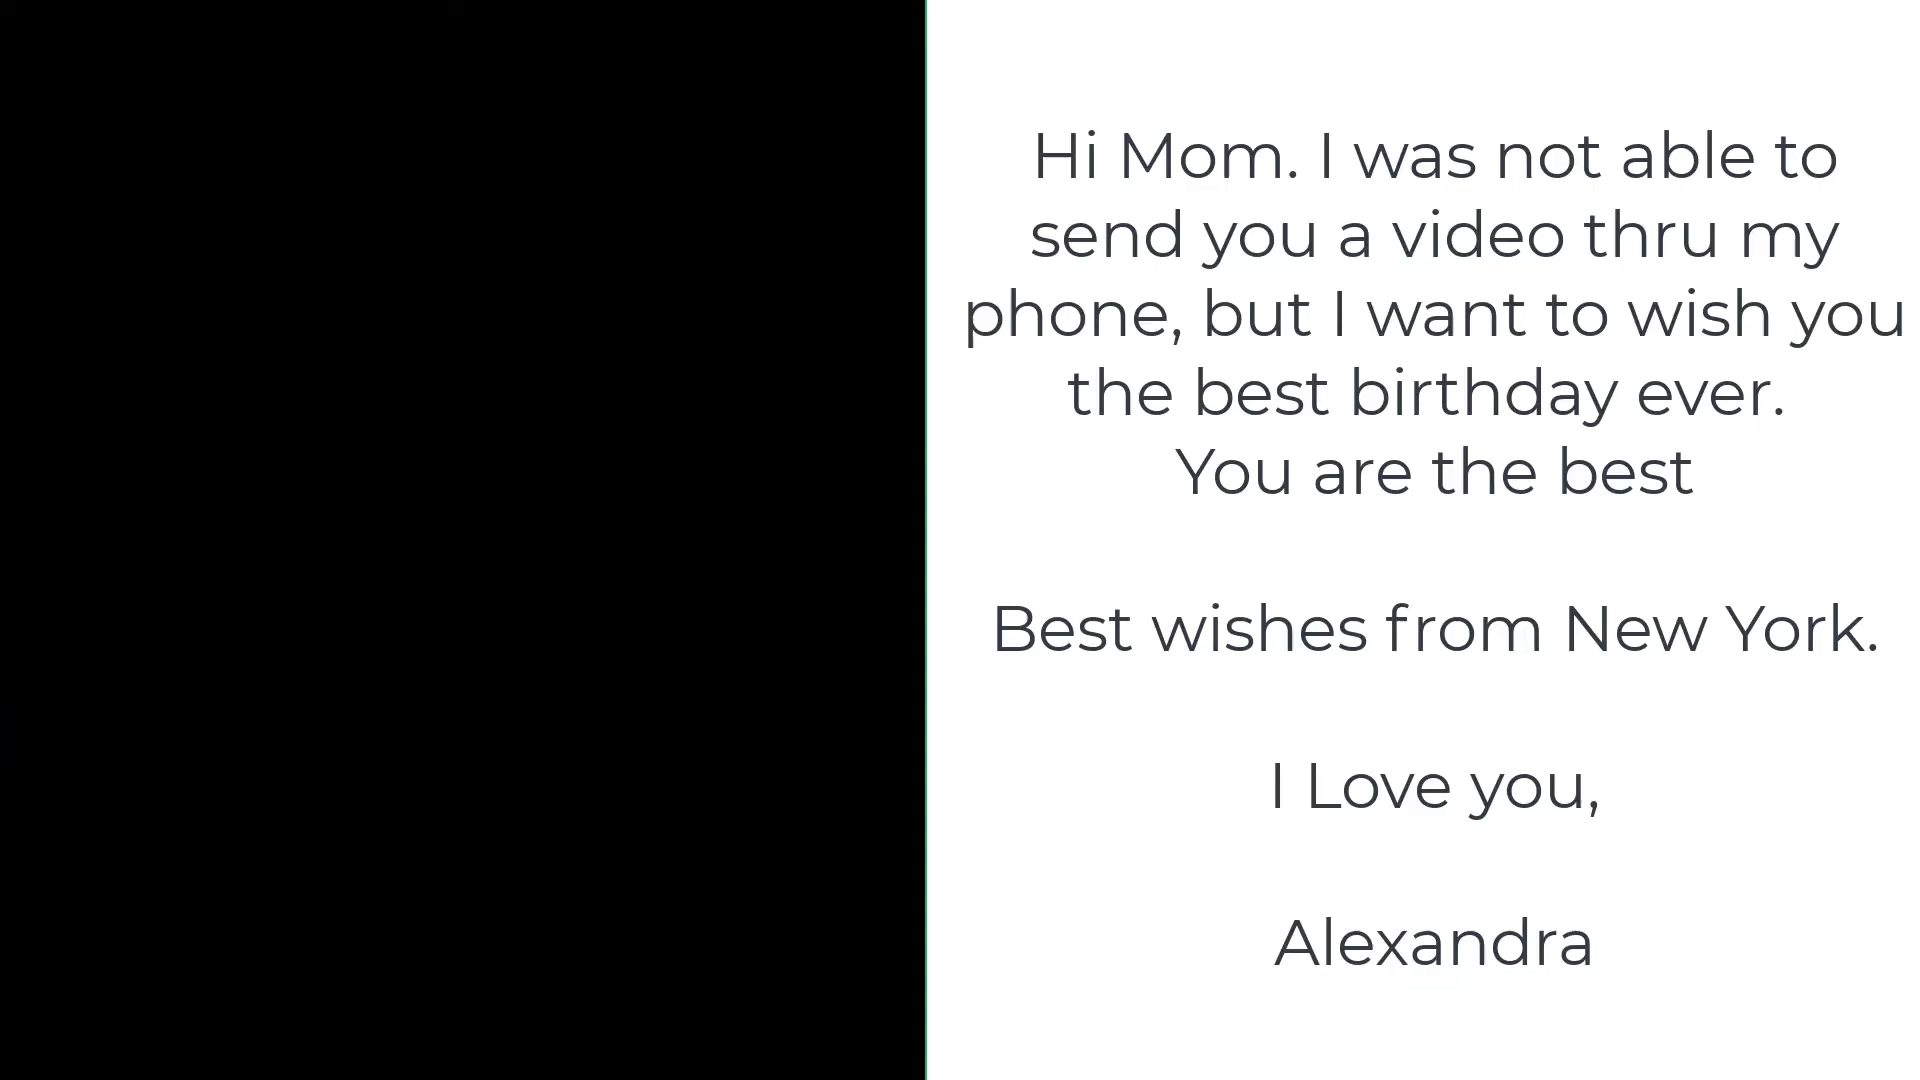 Hi Mom. I was not able to
send you a video thru my
phone, but I want to wish you
the best birthday ever.
You are the best
Best wishes from New York.
I Love you,
Alexandra